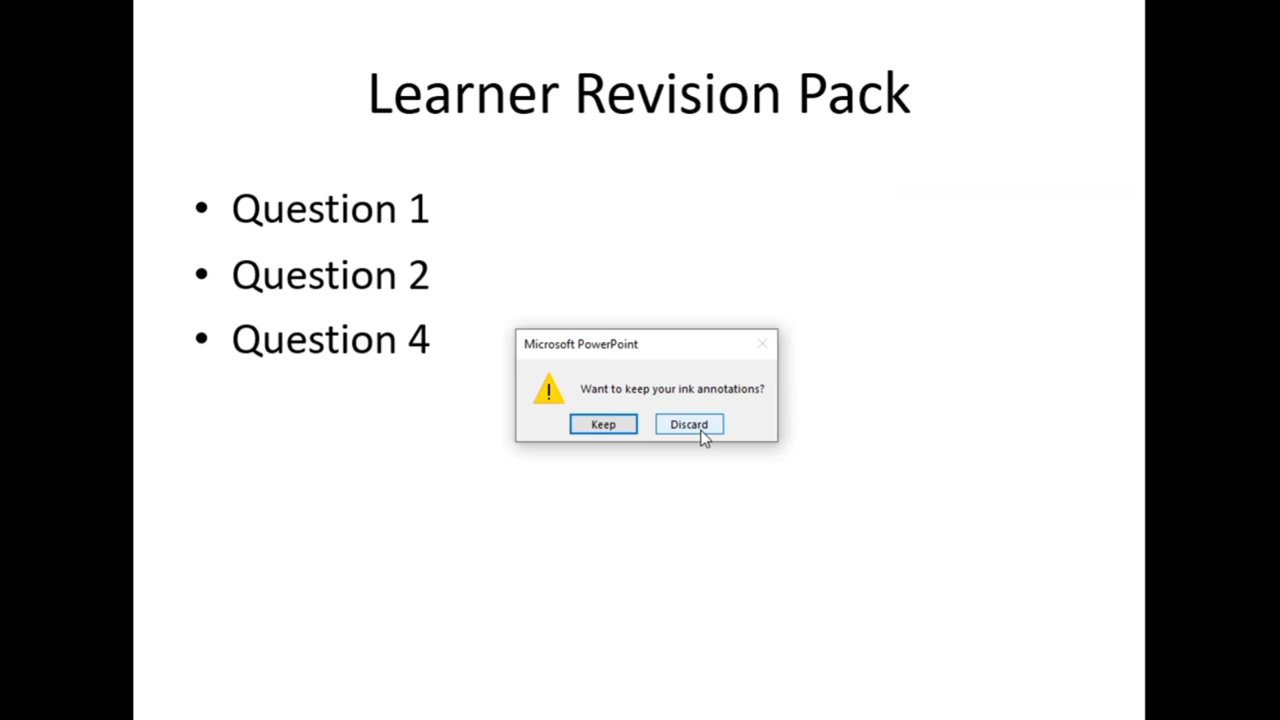 Learner Revision Pack
• Question 1
• Question 2
• Question 4
Microsoft PowerPoint
Want to keep your ink annotations?
Keep Discard